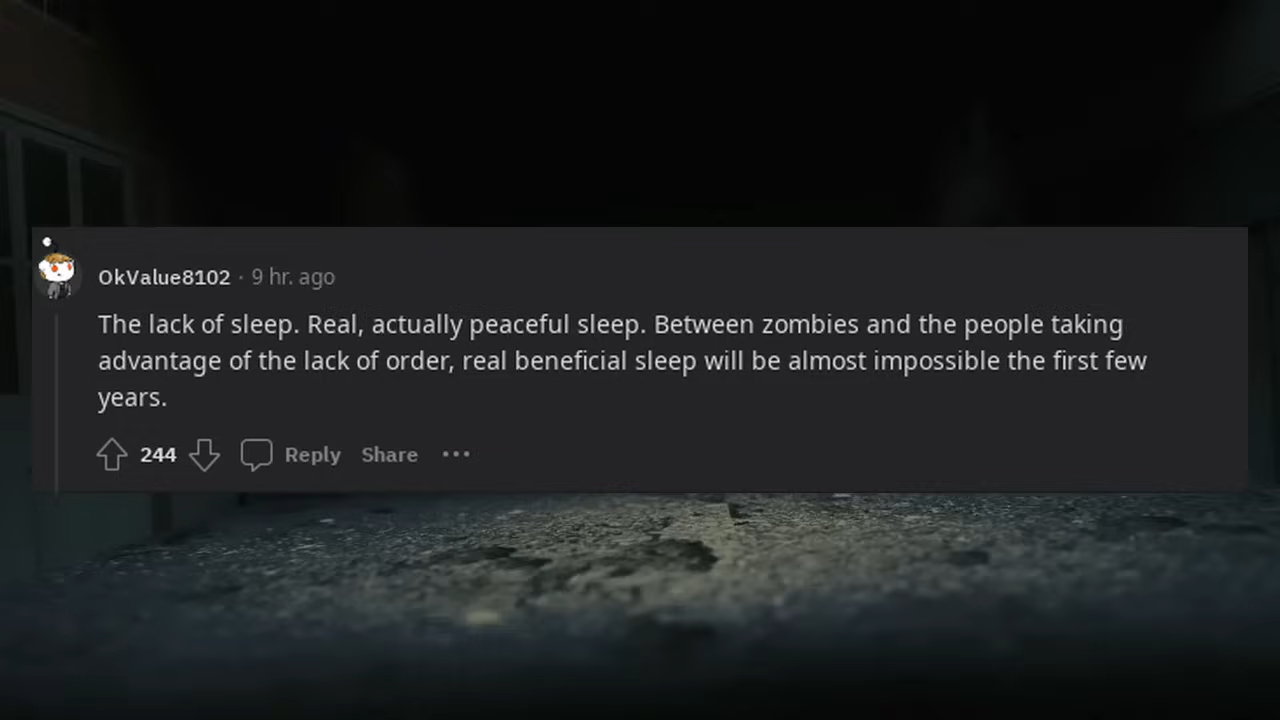 OkValue8102 · 9 hr. ago
The lack of sleep. Real, actually peaceful sleep. Between zombies and the people taking
advantage of the lack of order, real beneficial sleep will be almost impossible the first few
years.
244 Reply Share •••